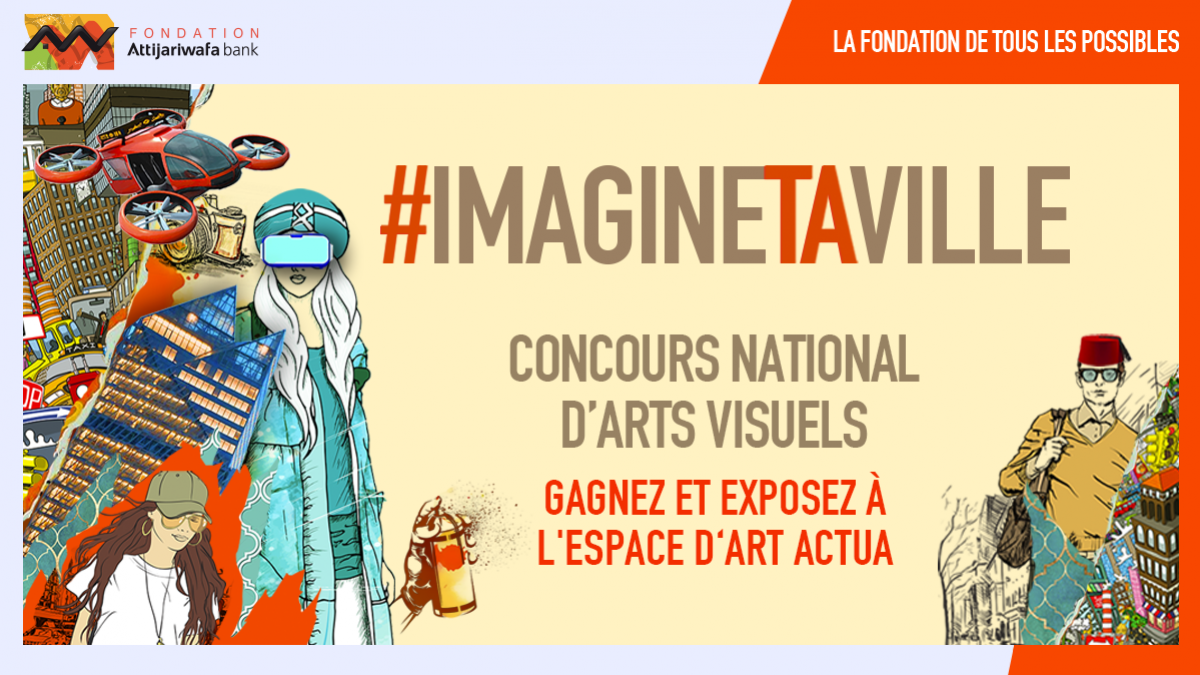 FONDATION
Attijariwafa bank
LA FONDATION DE TOUS LES POSSIBLES
#IMAGINETAVILLE
CONCOURS NATIONAL
D’ARTS VISUELS
GAGNEZ ET EXPOSEZ À
L'ESPACE D‘ART ACTUA
TAXI